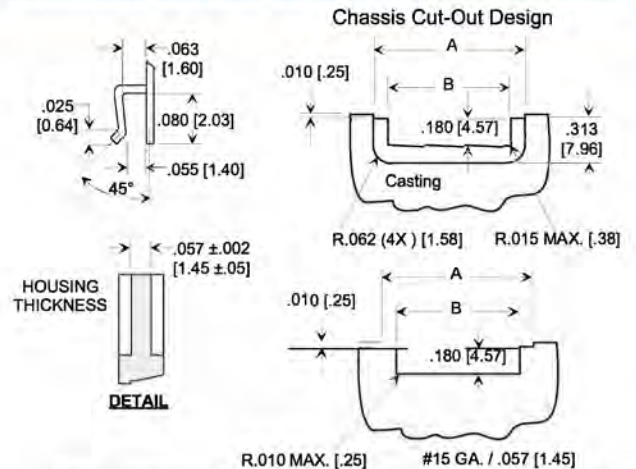 Chassis Cut-Out Design
.063
[1.60]
.025
[0.64]
.080 [2.03]
.055 [1.40]
45°
A
B
.010 [.25]
.180 [4.57]
.313
[7.96]
Casting
R.062 (4X ) [1.58]
R.015 MAX. [.38]
.057 ±.002
[1.45 ±.05]
HOUSING
THICKNESS
DETAIL
A
B
.010 [.25]
.180 [4.57]
R.010 MAX. [.25]
#15 GA. / .057 [1.45]